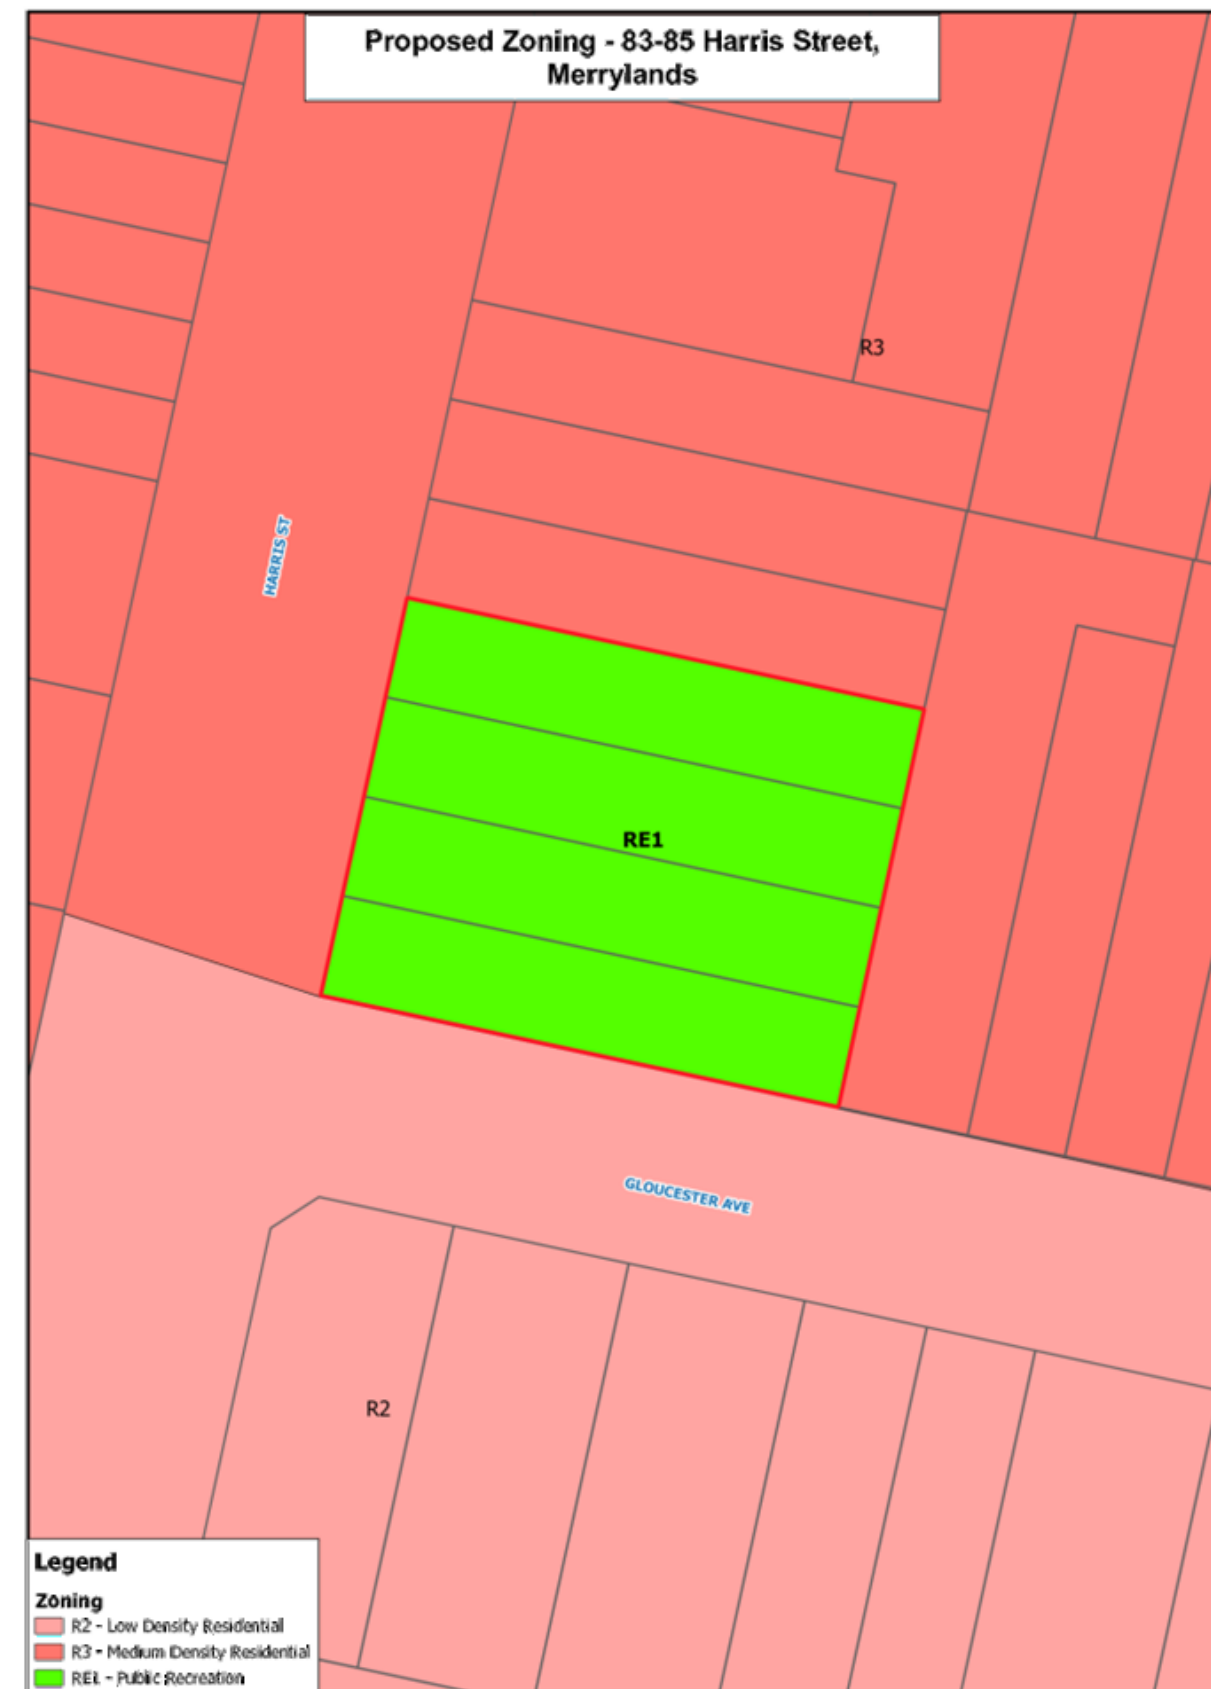 Proposed Zoning - 83-85 Harris Street,
Merrylands
R3
HARRIS ST
RE1
GLOUCESTER AVE
R2
Legend
Zoning
R2 - Low Density Residential
R3 - Medium Density Residential
RE1 - Public Recreation